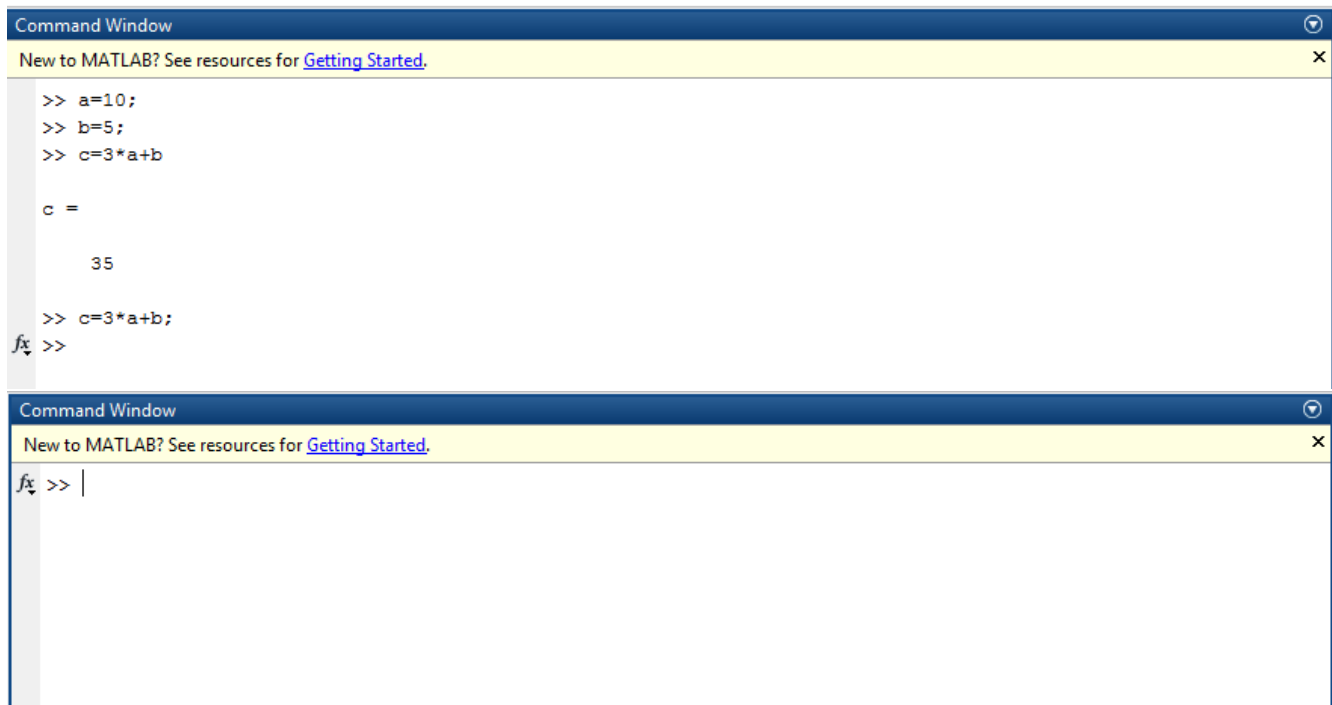 Command Window
New to MATLAB? See resources for Getting Started.
>> a=10;
>> b=5;
>> c=3*a+b
c =
35
>> c=3*a+b;
fx >>
Command Window
New to MATLAB? See resources for Getting Started.
fx >>